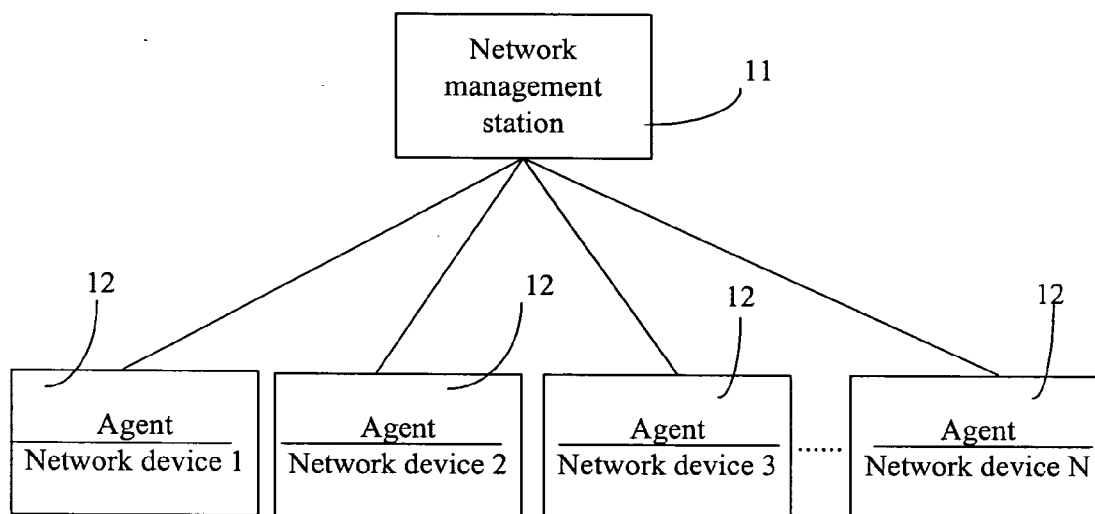 Network
management
station
11
12
12
12
12
Agent
Network device 1
Agent
Network device 2
Agent
Network device 3
......
Agent
Network device N